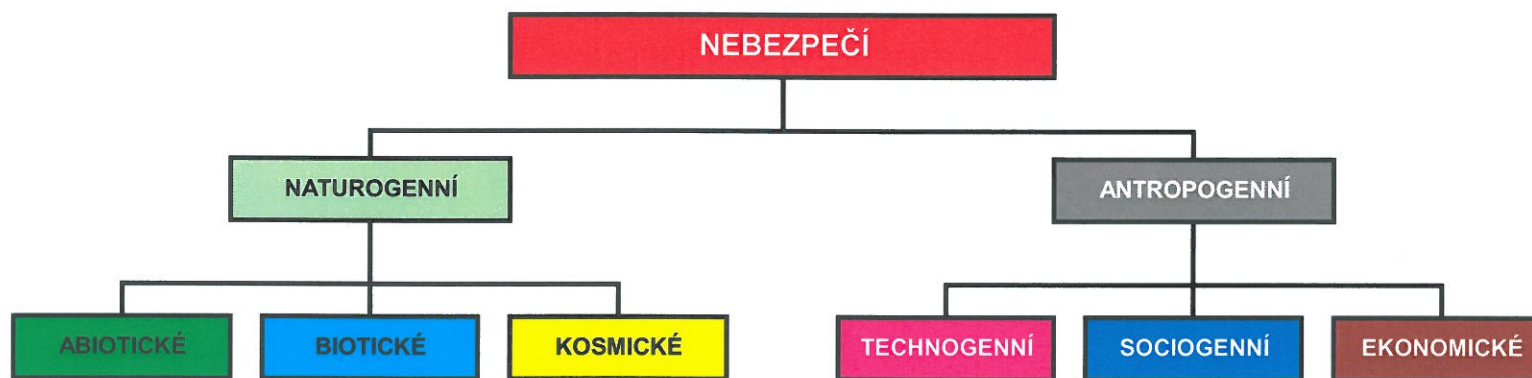 NEBEZPEČÍ
NATUROGENNÍ
ANTROPOGENNÍ
ABIOTICKÉ
BIOTICKÉ
KOSMICKÉ
TECHNOGENNÍ
SOCIOGENNÍ
EKONOMICKÉ